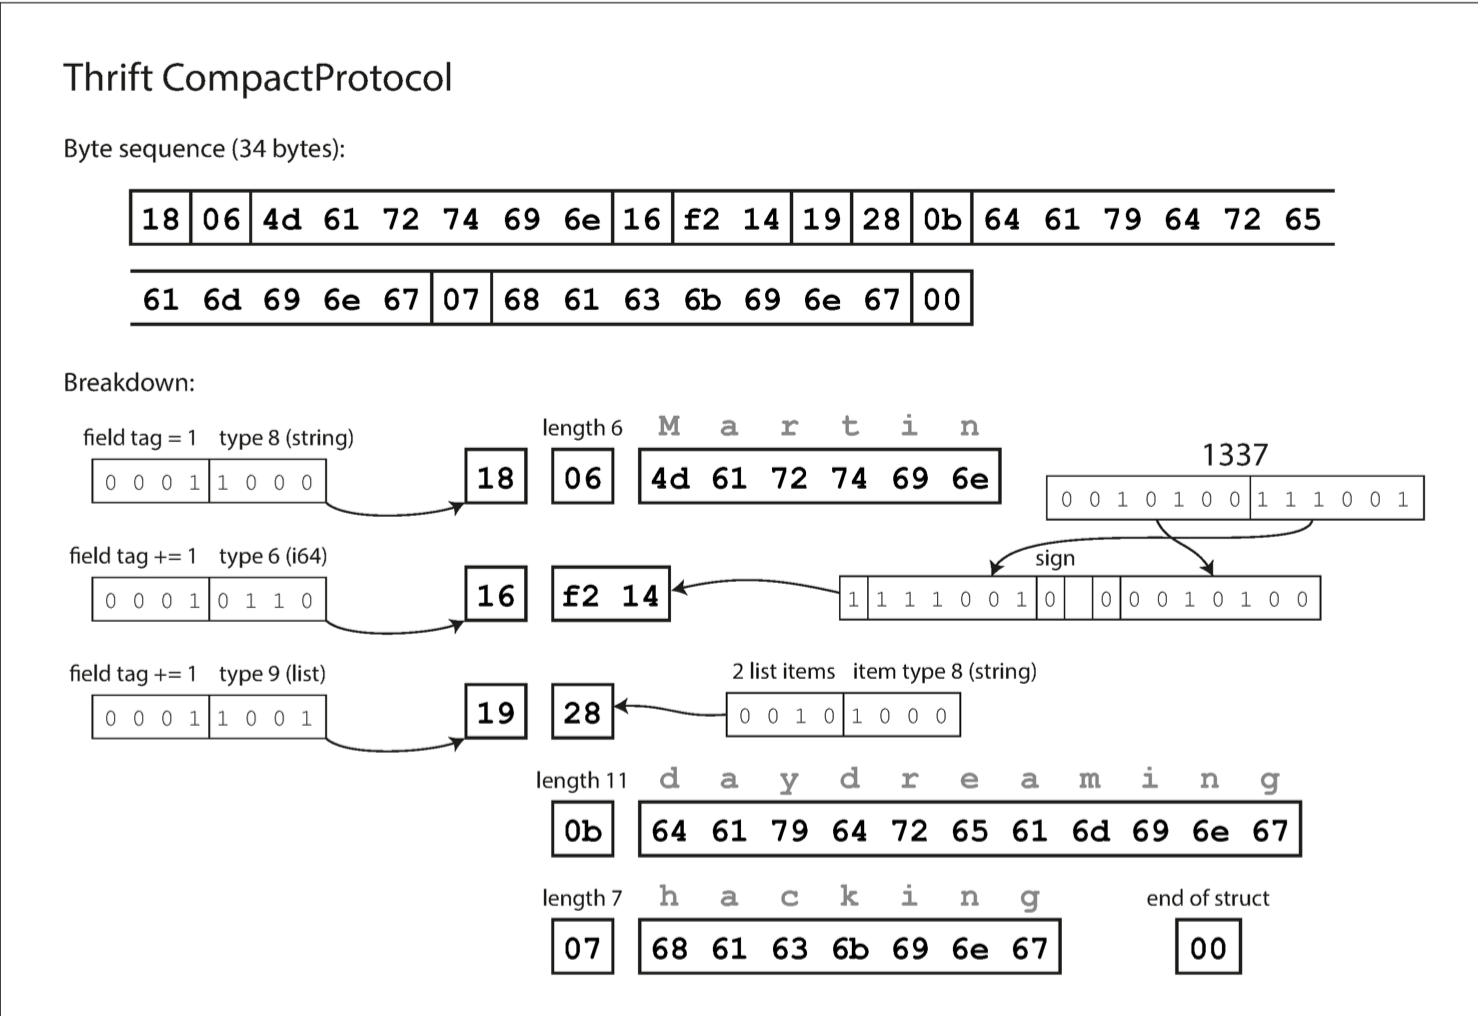 Thrift CompactProtocol
Byte sequence (34 bytes):
18 06 4d 61 72 74 69 6e 16 f2 14 19 28 0b 64 61 79 64 72 65
61 6d 69 6e 67 07 68 61 63 6b 69 6e 67 00
Breakdown:
field tag = 1 type 8 (string)
0 0 0 1 1 0 0 0
18
length 6
06
M a r t i n
4d 61 72 74 69 6e
1337
0 0 1 0 1 0 0 1 1 1 0 0 1
field tag += 1 type 6 (i64)
0 0 0 1 0 1 1 0
16
f2 14
sign
1 1 1 1 0 0 1 0 0 0 0 1 0 1 0 0
field tag += 1 type 9 (list)
0 0 0 1 1 0 0 1
19
28
2 list items item type 8 (string)
0 0 1 0 1 0 0 0
length 11
0b
d a y d r e a m i n g
64 61 79 64 72 65 61 6d 69 6e 67
length 7
07
h a c k i n g
68 61 63 6b 69 6e 67
end of struct
00